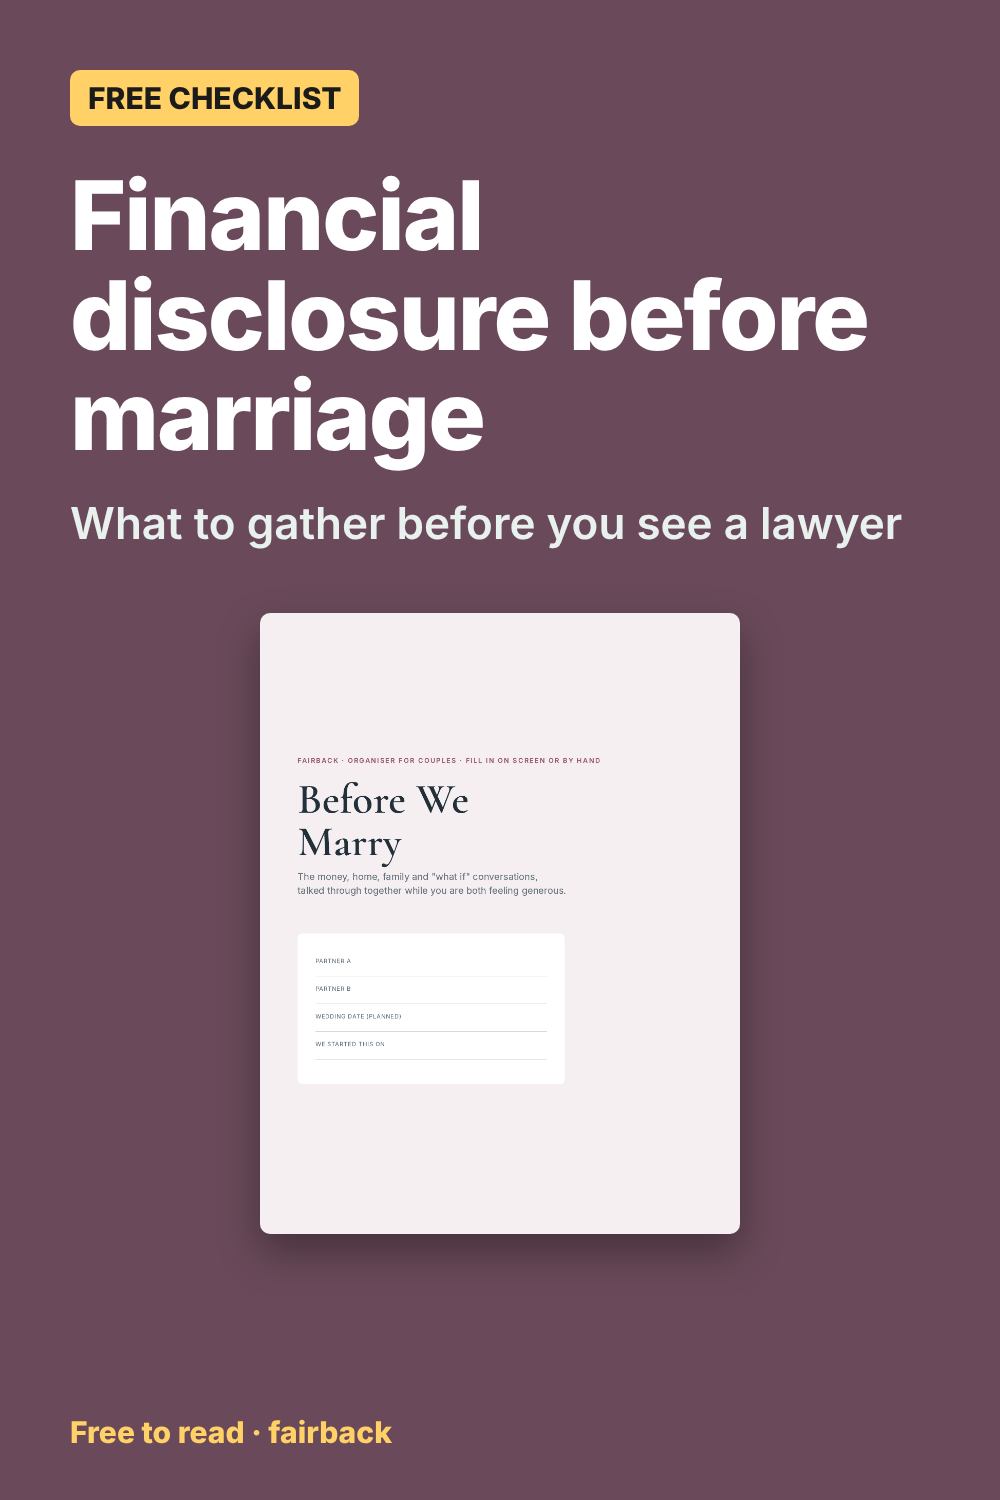 FREE CHECKLIST
Financial
disclosure before
marriage
What to gather before you see a lawyer
FAIRBACK · ORGANISER FOR COUPLES · FILL IN ON SCREEN OR BY HAND
Before We
Marry
The money, home, family and "what if" conversations,
talked through together while you are both feeling generous.
PARTNER A
PARTNER B
WEDDING DATE (PLANNED)
WE STARTED THIS ON
Free to read · fairback